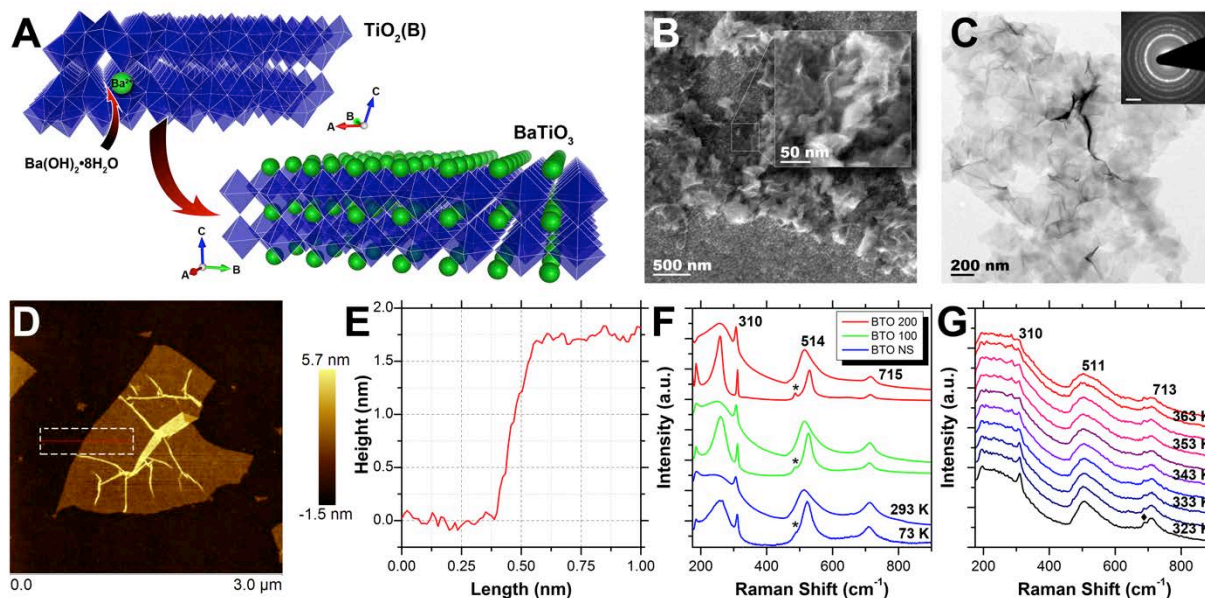 A
TiO₂(B)
Ba²⁺
Ba(OH)₂•8H₂O
C
B
A
BaTiO₃
C
A
B
B
50 nm
500 nm
C
200 nm
D
5.7 nm
-1.5 nm
0.0
3.0 µm
E
Height (nm)
2.0
1.5
1.0
0.5
0.0
0.00 0.25 0.50 0.75 1.00
Length (nm)
F
Intensity (a.u.)
310
BTO 200
BTO 100
BTO NS
514
715
*
*
*
293 K
73 K
200 400 600 800
Raman Shift (cm⁻¹)
G
Intensity (a.u.)
310
511
713
363 K
353 K
343 K
333 K
323 K
200 400 600 800
Raman Shift (cm⁻¹)